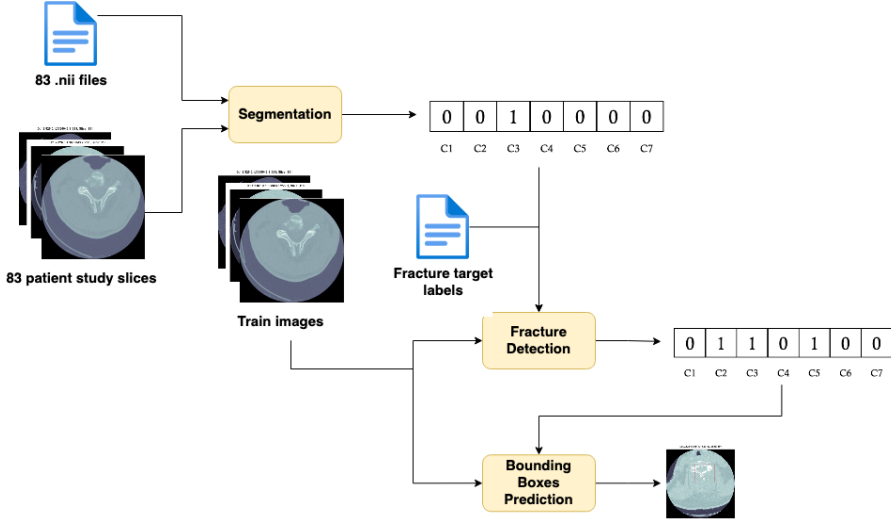 83 .nii files
Segmentation
0 0 1 0 0 0 0
C1 C2 C3 C4 C5 C6 C7
83 patient study slices
Train images
Fracture target
labels
Fracture
Detection
0 1 1 0 1 0 0
C1 C2 C3 C4 C5 C6 C7
Bounding
Boxes
Prediction